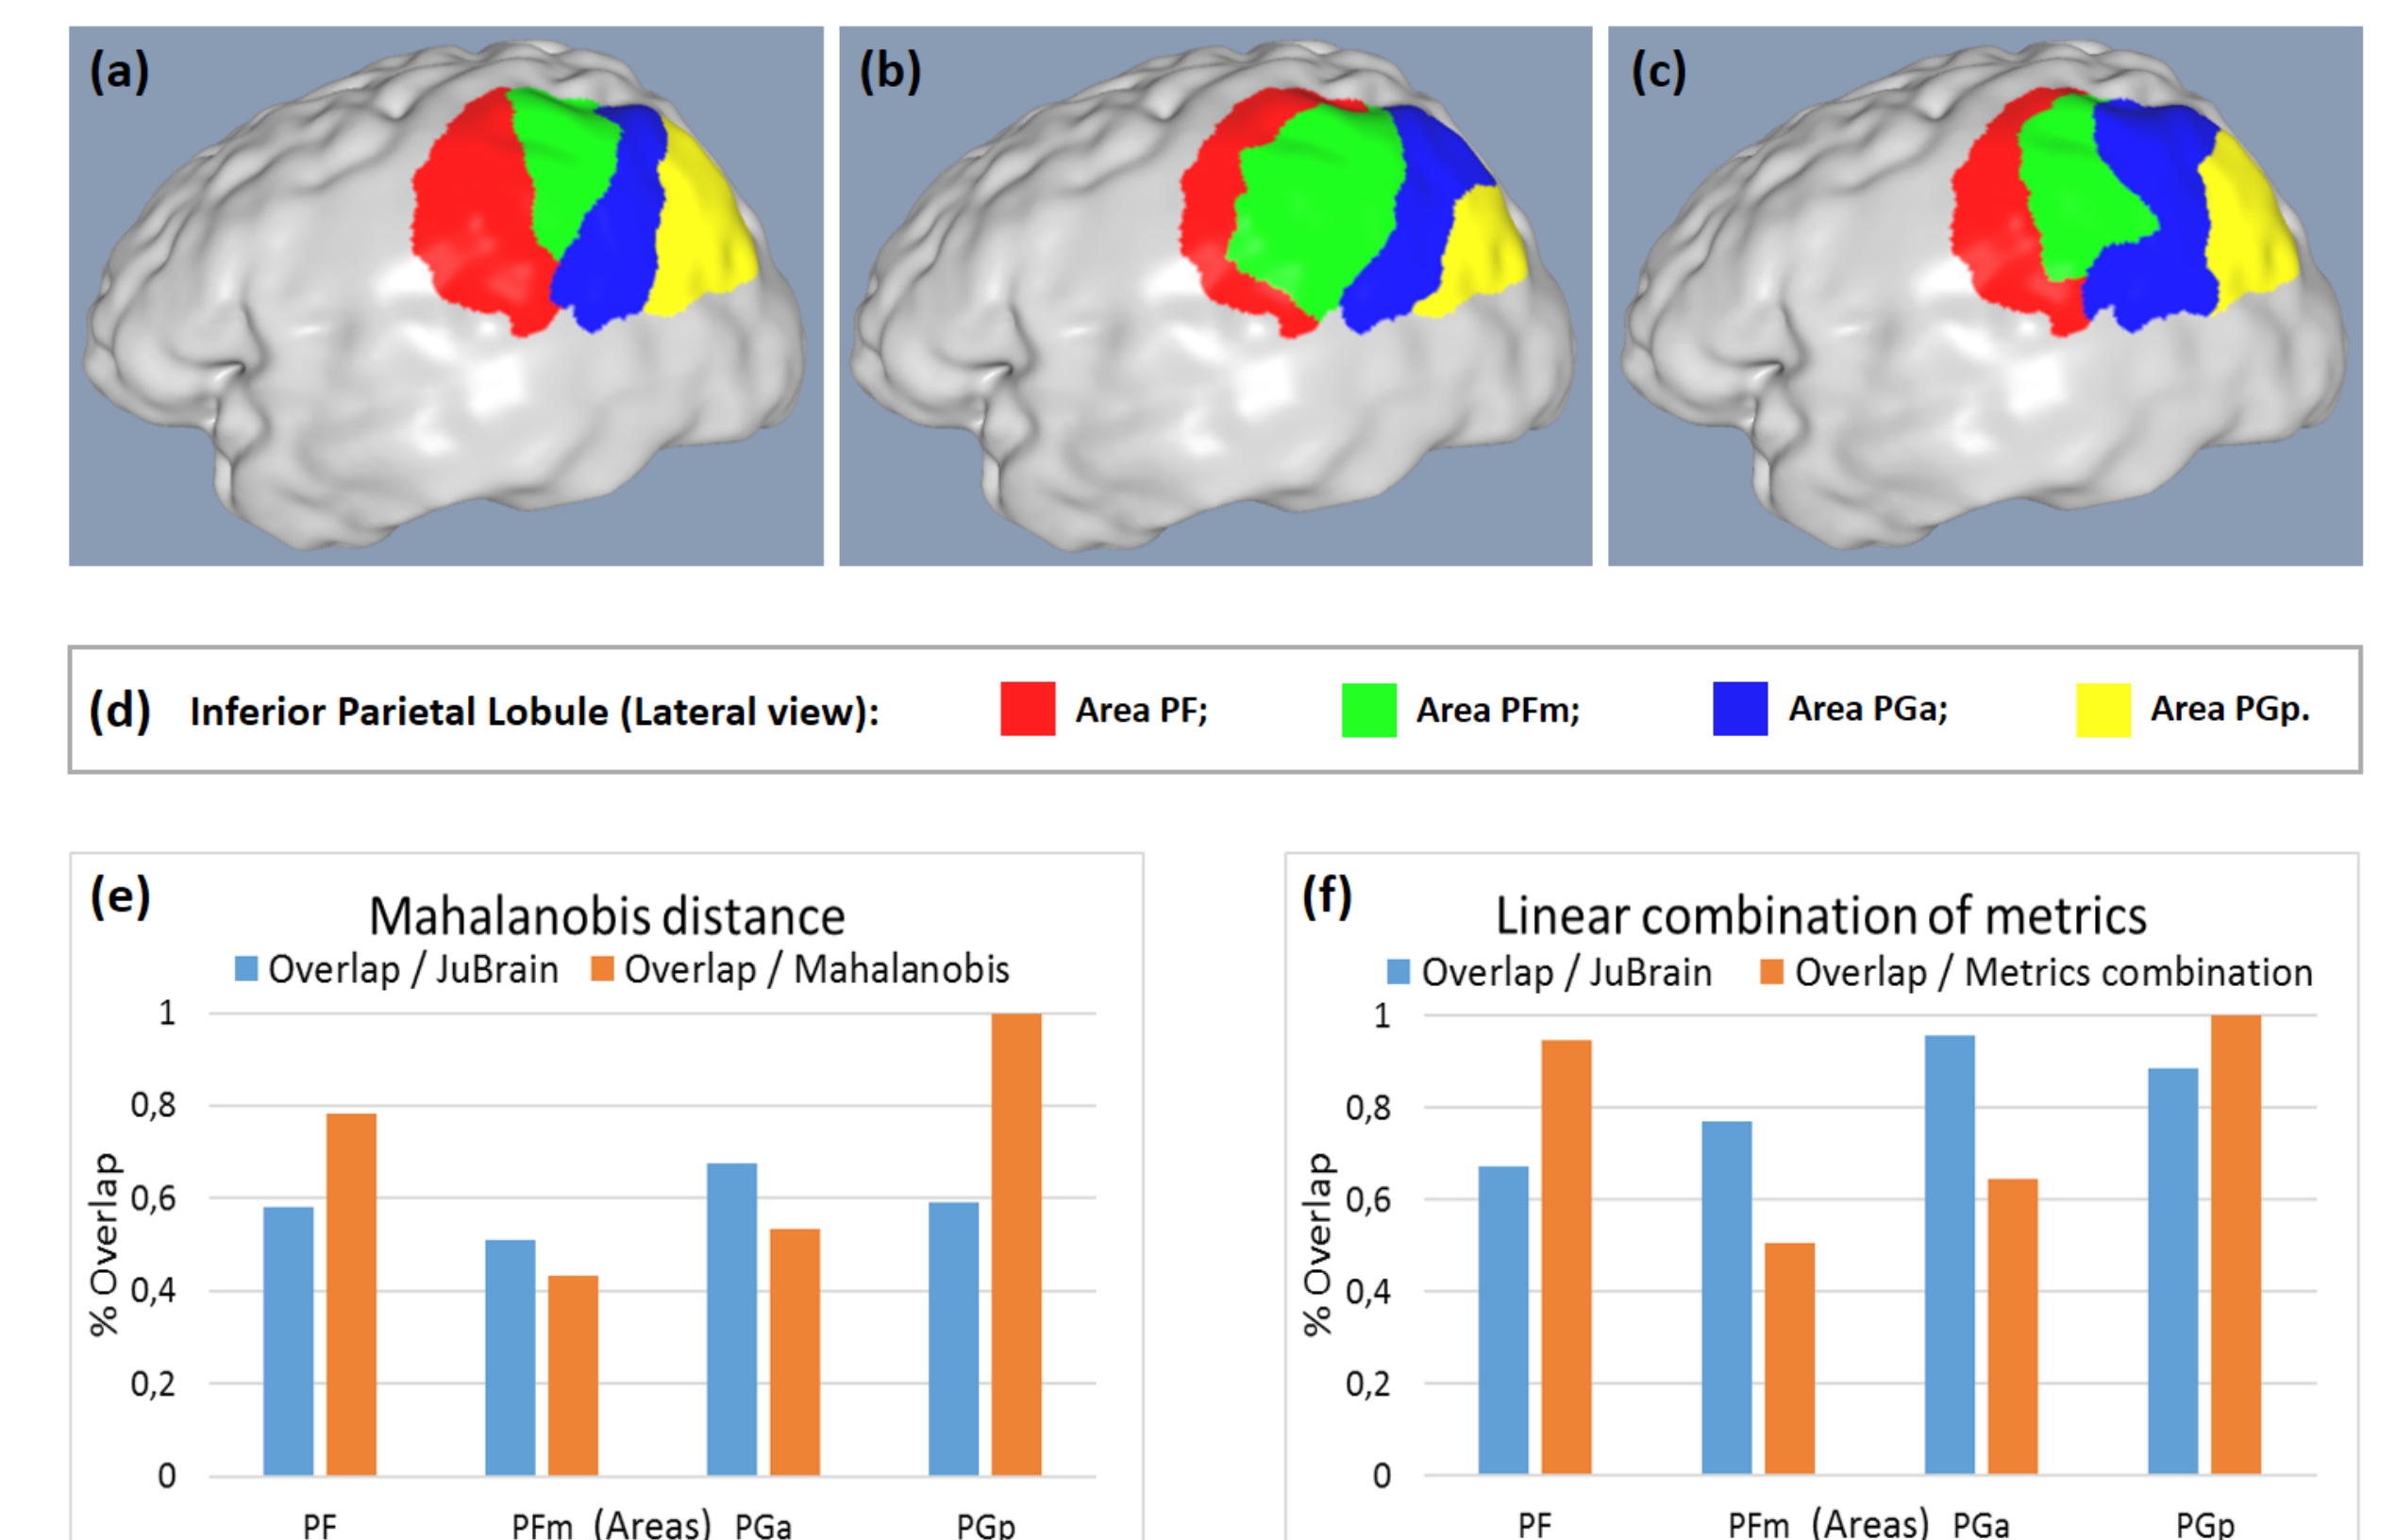 (a)
(b)
(c)
(d) Inferior Parietal Lobule (Lateral view): Area PF; Area PFm; Area PGa; Area PGp.
(e)
Mahalanobis distance
Overlap / JuBrain Overlap / Mahalanobis
1
0,8
0,6
0,4
0,2
0
% Overlap
PF PFm (Areas) PGa PGp
(f)
Linear combination of metrics
Overlap / JuBrain Overlap / Metrics combination
1
0,8
0,6
0,4
0,2
0
% Overlap
PF PFm (Areas) PGa PGp